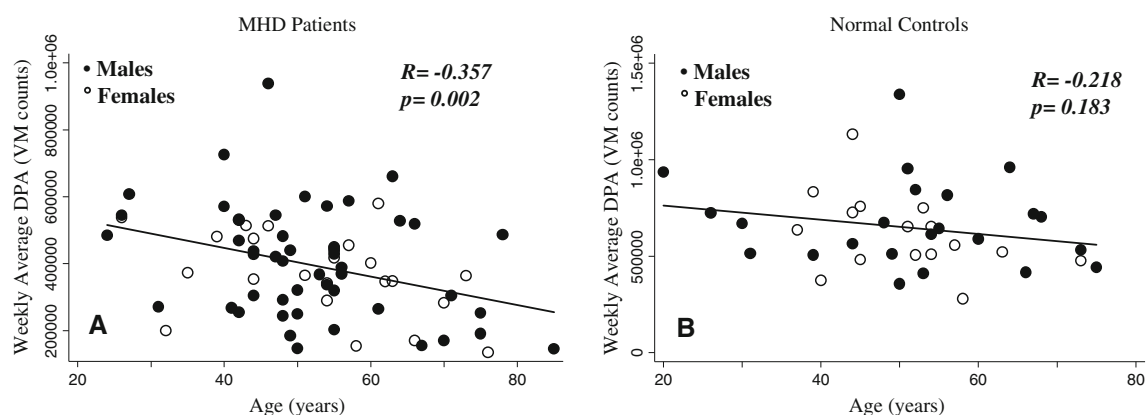 MHD Patients
Weekly Average DPA (VM counts)
1.0e+06
800000
600000
400000
200000
● Males
○ Females
R= -0.357
p= 0.002
A
20 40 60 80
Age (years)
Normal Controls
Weekly Average DPA (VM counts)
1.5e+06
1.0e+06
500000
0
● Males
○ Females
R= -0.218
p= 0.183
B
20 40 60 80
Age (years)